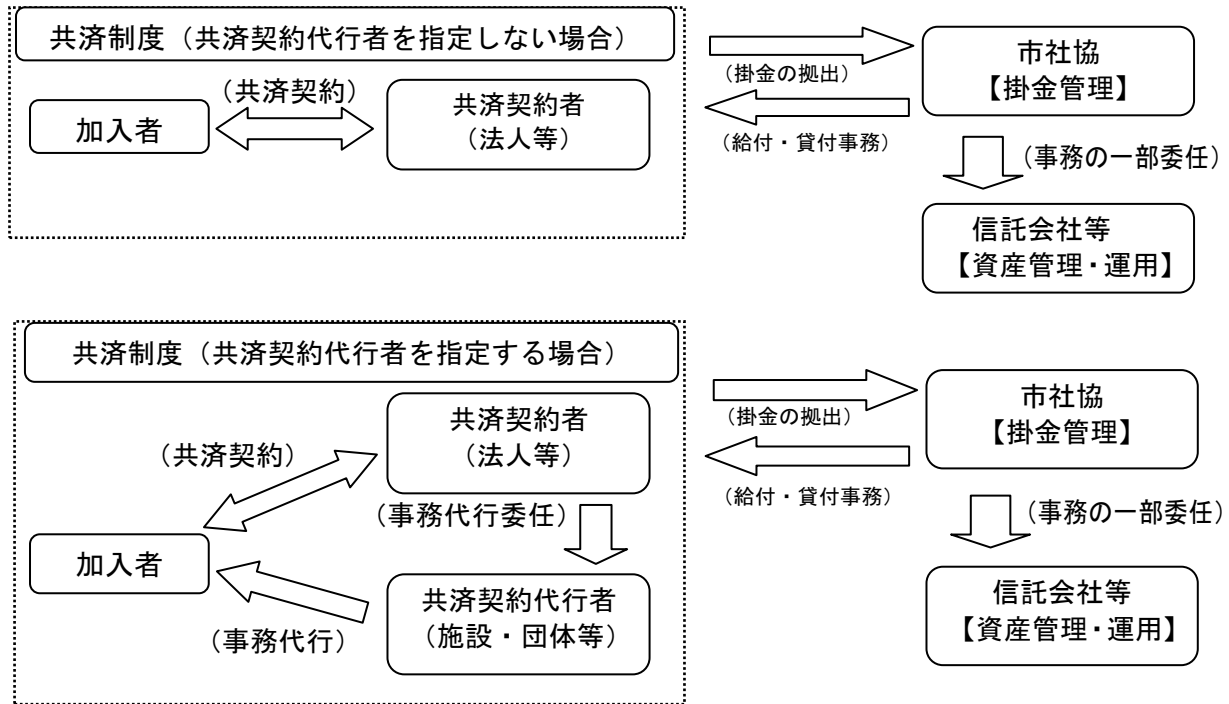 共済制度（共済契約代行者を指定しない場合）
（共済契約）
加入者
共済契約者
（法人等）
（掛金の拠出）
（給付・貸付事務）
市社協
【掛金管理】
（事務の一部委任）
信託会社等
【資産管理・運用】
共済制度（共済契約代行者を指定する場合）
共済契約者
（法人等）
（共済契約）
（事務代行委任）
加入者
共済契約代行者
（施設・団体等）
（事務代行）
（掛金の拠出）
（給付・貸付事務）
市社協
【掛金管理】
（事務の一部委任）
信託会社等
【資産管理・運用】